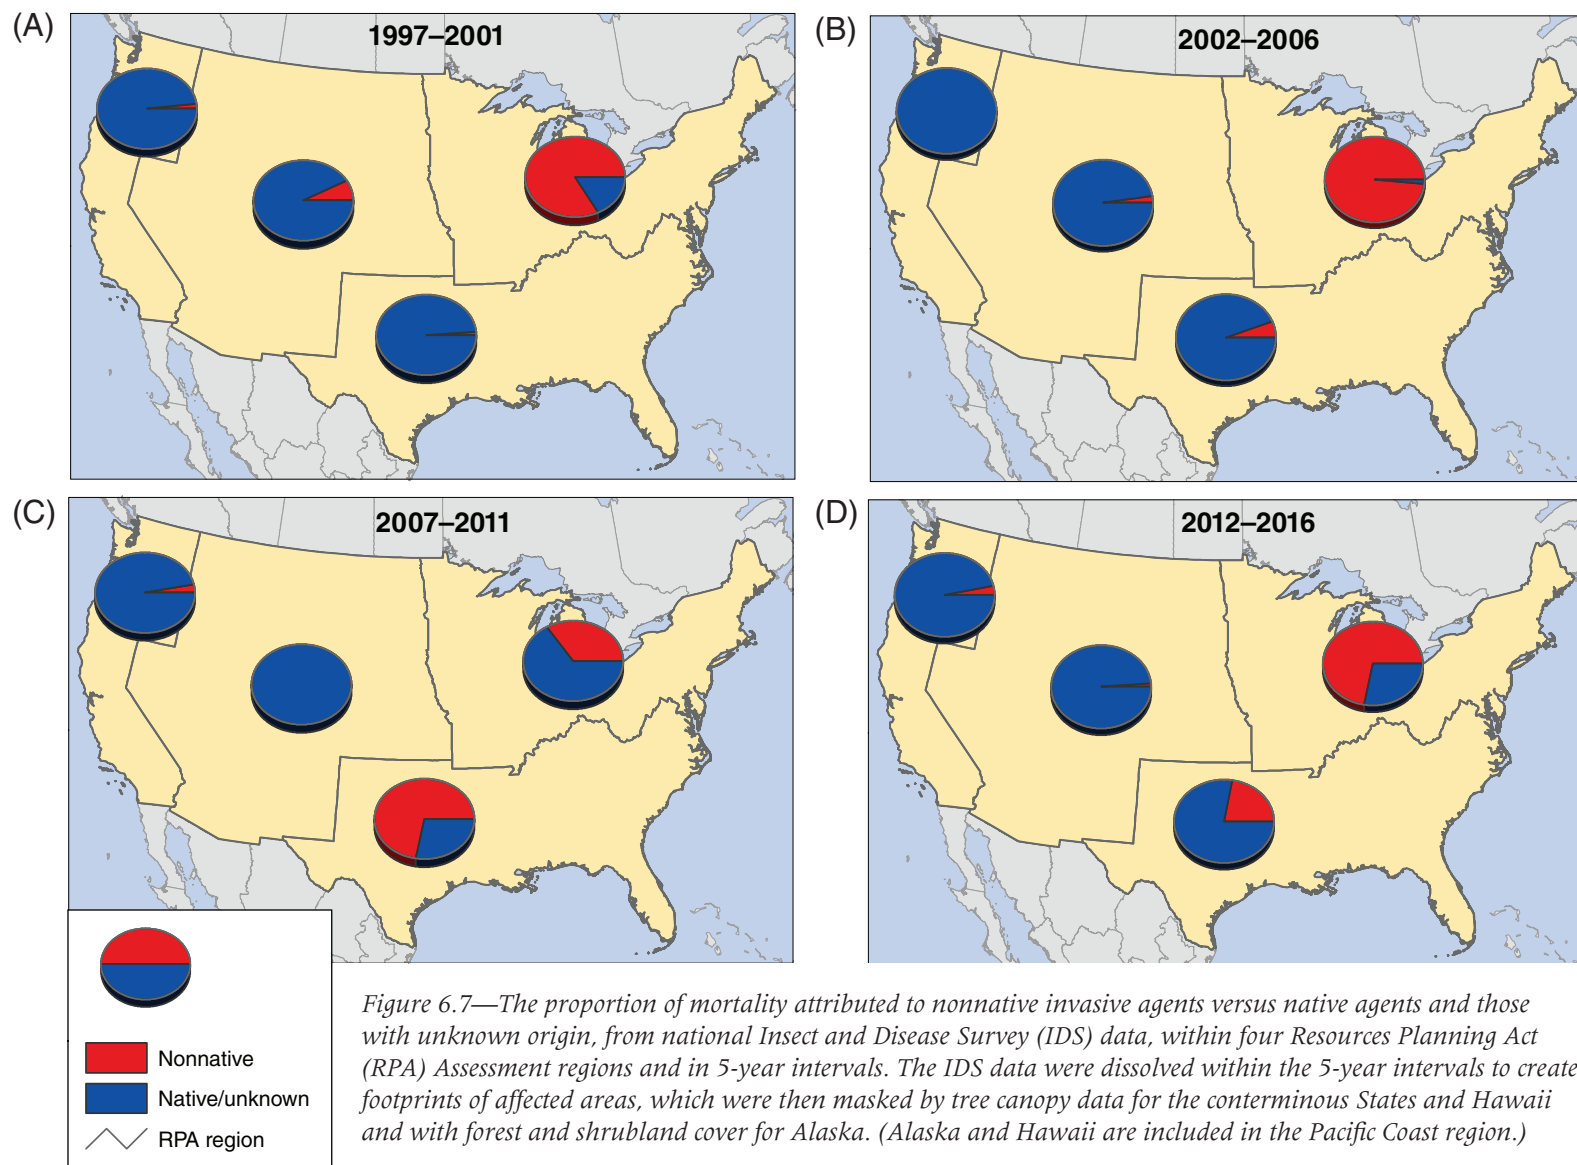 (A)
1997–2001
(B)
2002–2006
(C)
2007–2011
(D)
2012–2016
Nonnative
Native/unknown
RPA region
Figure 6.7—The proportion of mortality attributed to nonnative invasive agents versus native agents and those
with unknown origin, from national Insect and Disease Survey (IDS) data, within four Resources Planning Act
(RPA) Assessment regions and in 5-year intervals. The IDS data were dissolved within the 5-year intervals to create
footprints of affected areas, which were then masked by tree canopy data for the conterminous States and Hawaii
and with forest and shrubland cover for Alaska. (Alaska and Hawaii are included in the Pacific Coast region.)